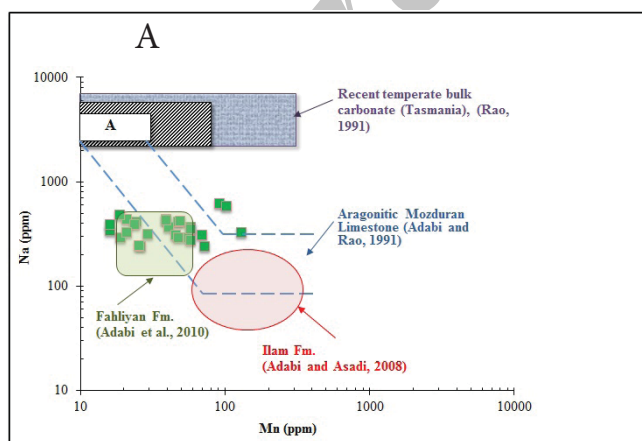 A
10000
1000
100
10
Na (ppm)
A
Recent temperate bulk
carbonate (Tasmania), (Rao,
1991)
Aragonitic Mozduran
Limestone (Adabi and
Rao, 1991)
Fahliyan Fm.
(Adabi et al., 2010)
Ilam Fm.
(Adabi and Asadi, 2008)
10
100
1000
10000
Mn (ppm)